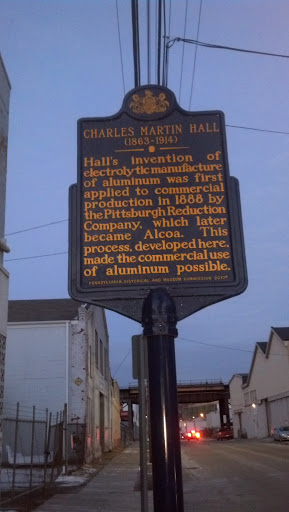 CHARLES MARTIN HALL
(1863-1914)
Hall's invention of
electrolytic manufacture
of aluminum was first
applied to commercial
production in 1888 by
the Pittsburgh Reduction
Company, which later
became Alcoa. This
process, developed here,
made the commercial use
of aluminum possible.
PENNSYLVANIA HISTORICAL AND MUSEUM COMMISSION 2001